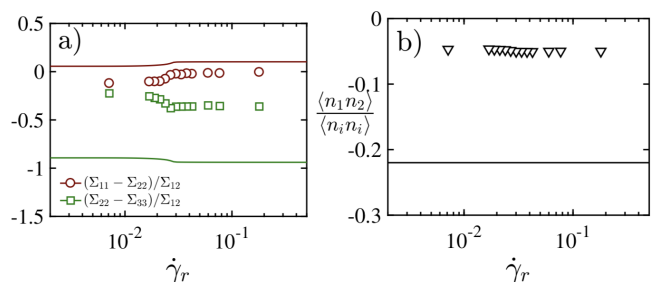 a)
0.5
0
-0.5
-1
-1.5
(Σ₁₁ − Σ₂₂)/Σ₁₂
(Σ₂₂ − Σ₃₃)/Σ₁₂
10⁻² 10⁻¹
γ̇ᵣ
b)
0
-0.1
-0.2
-0.3
⟨n₁n₂⟩
⟨nᵢnᵢ⟩
10⁻² 10⁻¹
γ̇ᵣ